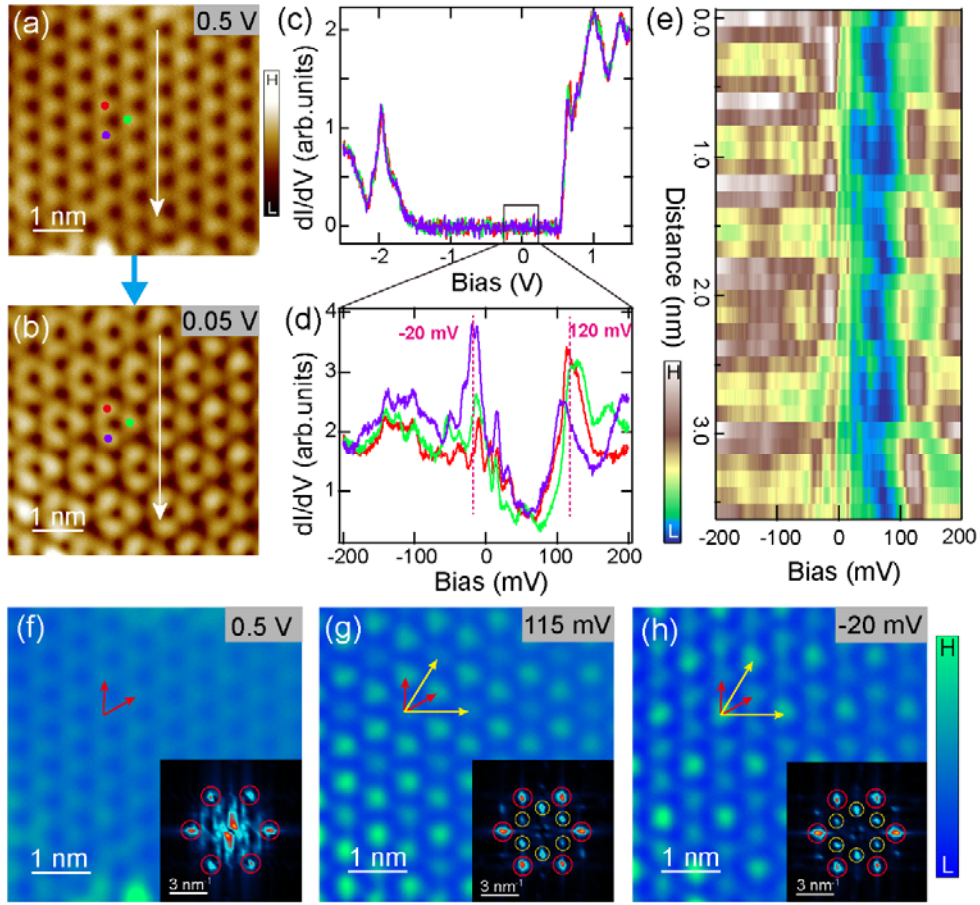 (a) 0.5 V
H
L
1 nm
(b) 0.05 V
1 nm
(c)
dI/dV (arb.units)
2
1
0
-2 -1 0 1
Bias (V)
(d)
dI/dV (arb.units)
4
3
2
1
-20 mV 120 mV
-200 -100 0 100 200
Bias (mV)
(e)
0.0
1.0
2.0
3.0
Distance (nm)
H
L
-200 -100 0 100 200
Bias (mV)
(f) 0.5 V
1 nm
3 nm⁻¹
(g) 115 mV
1 nm
3 nm⁻¹
(h) -20 mV
1 nm
3 nm⁻¹
H
L